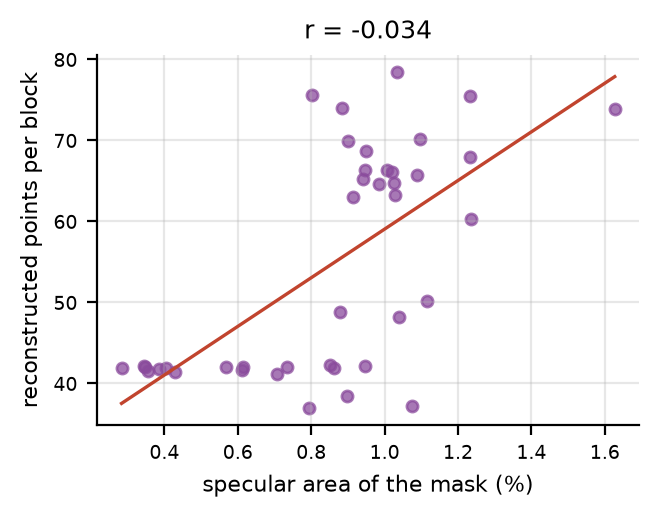 r = -0.034
reconstructed points per block
80
70
60
50
40
0.4 0.6 0.8 1.0 1.2 1.4 1.6
specular area of the mask (%)